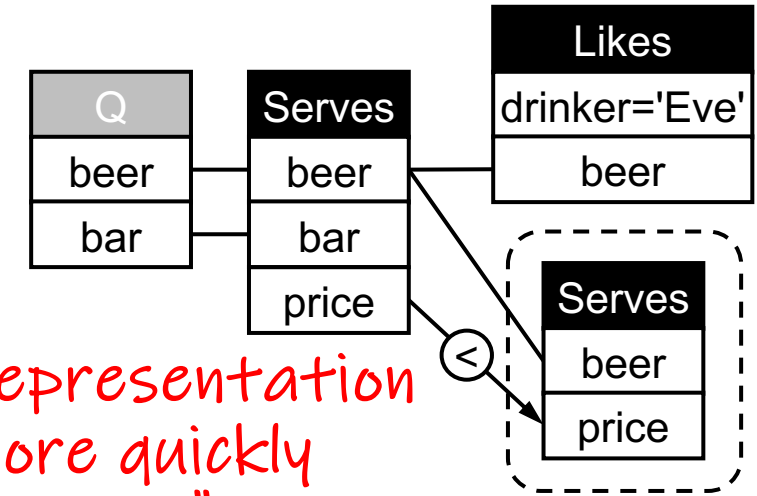 Q
beer
bar
Serves
beer
bar
price
Likes
drinker='Eve'
beer
<
Serves
beer
price
epresentation
ore quickly